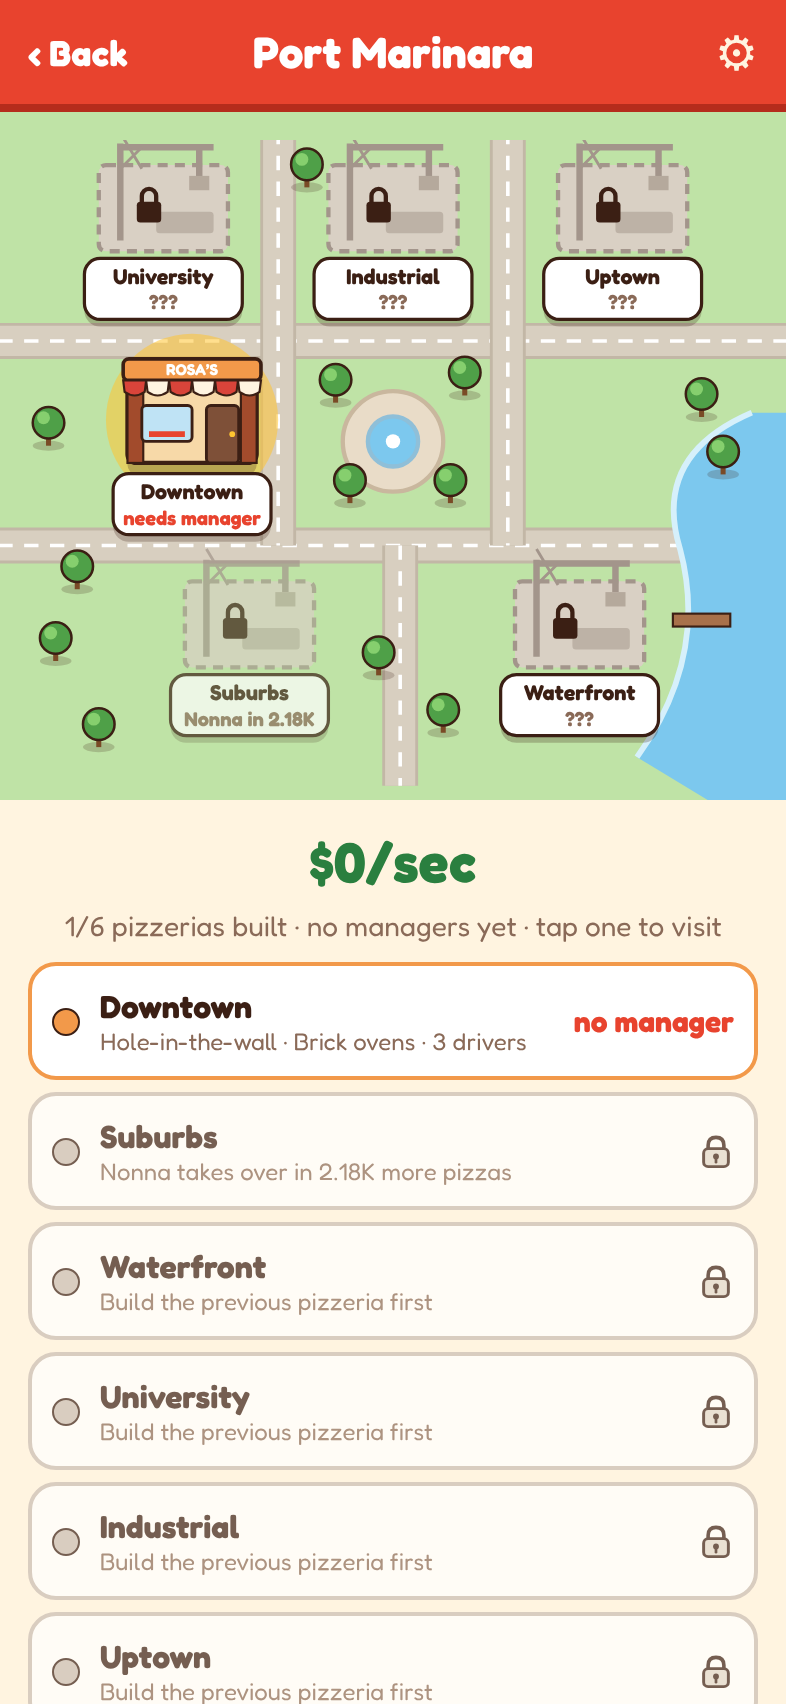 ‹ Back
Port Marinara
University
???
Industrial
???
Uptown
???
ROSA'S
Downtown
needs manager
Suburbs
Nonna in 2.18K
Waterfront
???
$0/sec
1/6 pizzerias built · no managers yet · tap one to visit
Downtown
Hole-in-the-wall · Brick ovens · 3 drivers
no manager
Suburbs
Nonna takes over in 2.18K more pizzas
Waterfront
Build the previous pizzeria first
University
Build the previous pizzeria first
Industrial
Build the previous pizzeria first
Uptown
Build the previous pizzeria first